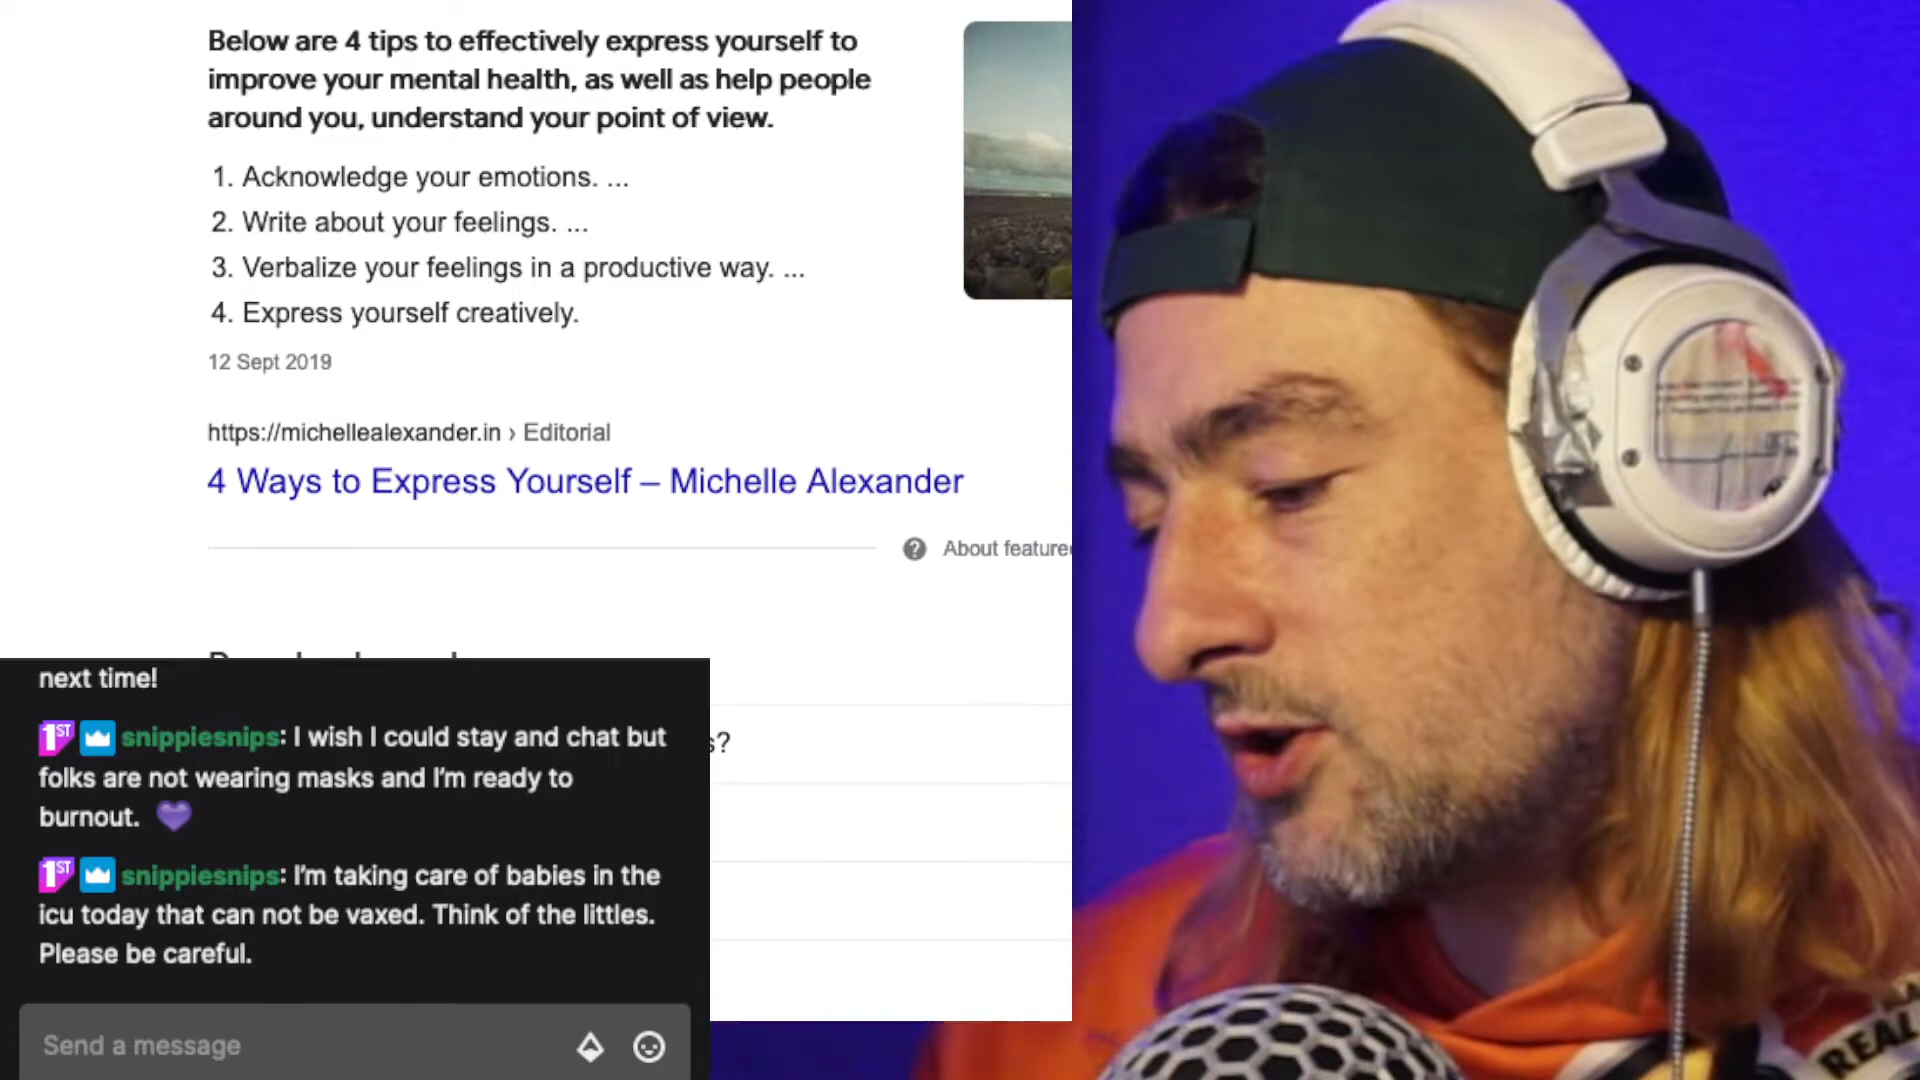 Below are 4 tips to effectively express yourself to
improve your mental health, as well as help people
around you, understand your point of view.
1. Acknowledge your emotions. ...
2. Write about your feelings. ...
3. Verbalize your feelings in a productive way. ...
4. Express yourself creatively.
12 Sept 2019
https://michellealexander.in › Editorial
4 Ways to Express Yourself – Michelle Alexander
About feature
s?
next time!
1ST snippiesnips: I wish I could stay and chat but
folks are not wearing masks and I'm ready to
burnout. 💜
1ST snippiesnips: I'm taking care of babies in the
icu today that can not be vaxed. Think of the littles.
Please be careful.
Send a message
REAL